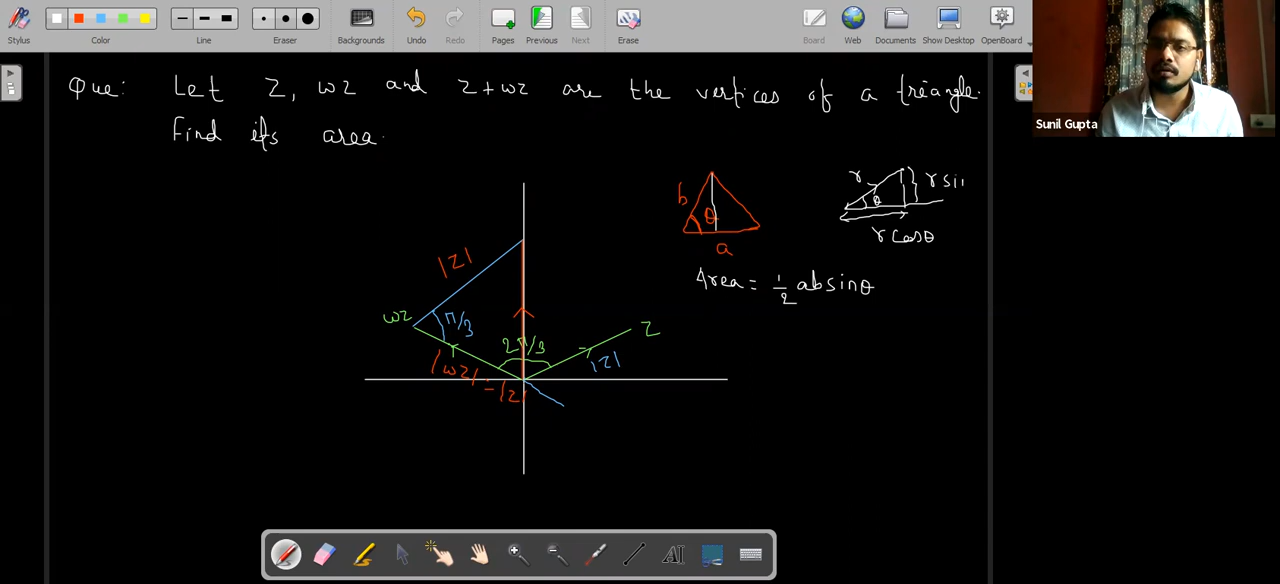 Stylus
Color
Line
Eraser
Backgrounds
Undo
Redo
Pages
Previous
Next
Erase
Board
Web
Documents
Show Desktop
OpenBoard
Sunil Gupta
Que: Let z, ωz and z+ωz are the vertices of a triangle.
Find its area.
b
θ
a
r
θ
r sin
r cosθ
Area = 1/2 ab sinθ
|z|
ωz
π/3
2π/3
z
|ωz| = |z|
|z|
AI